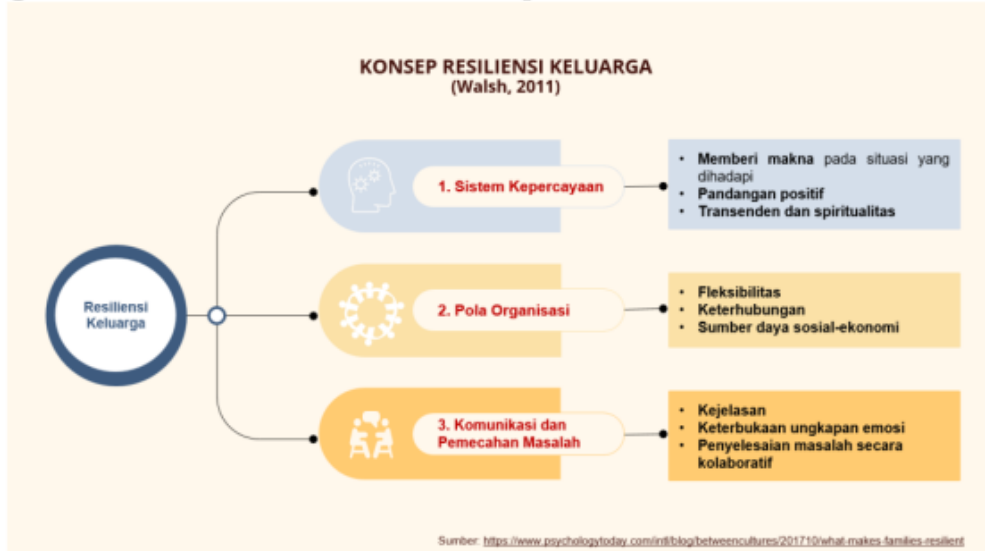 KONSEP RESILIENSI KELUARGA
(Walsh, 2011)
Resiliensi
Keluarga
1. Sistem Kepercayaan
• Memberi makna pada situasi yang
dihadapi
• Pandangan positif
• Transenden dan spiritualitas
2. Pola Organisasi
• Fleksibilitas
• Keterhubungan
• Sumber daya sosial-ekonomi
3. Komunikasi dan
Pemecahan Masalah
• Kejelasan
• Keterbukaan ungkapan emosi
• Penyelesaian masalah secara
kolaboratif
Sumber: https://www.psychologytoday.com/intl/blog/betweencultures/201710/what-makes-families-resilient